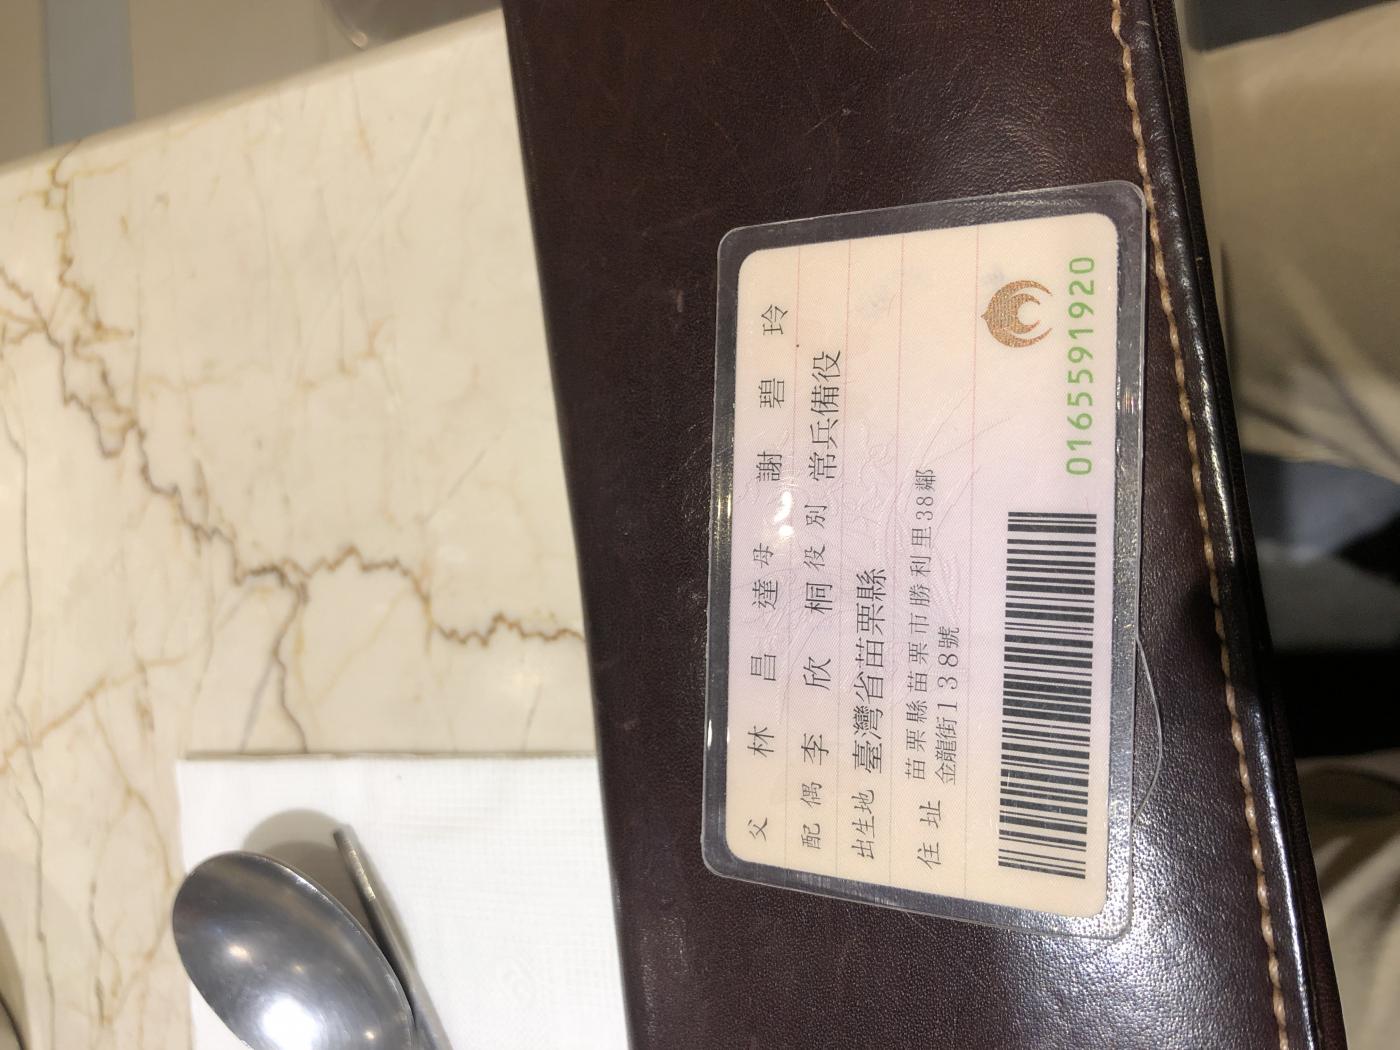 父 林昌達 母 謝碧玲
配偶 李欣桐 役別 常兵備役
出生地 臺灣省苗栗縣
住址 苗栗縣苗栗市勝利里38鄰
金龍街138號
0165591920